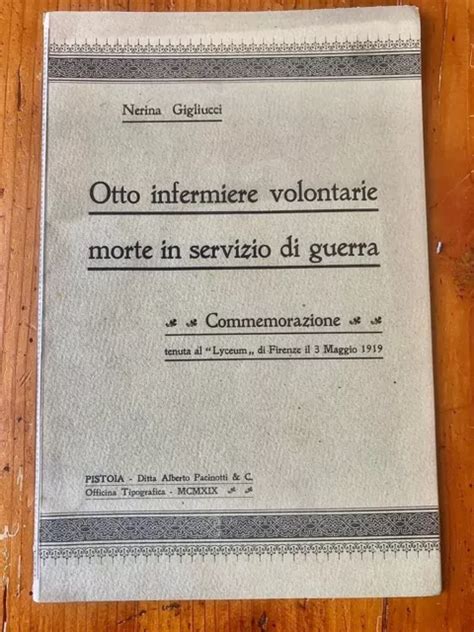 Nerina Gigliucci
Otto infermiere volontarie
morte in servizio di guerra
Commemorazione
tenuta al "Lyceum„ di Firenze il 3 Maggio 1919
PISTOIA - Ditta Alberto Pacinotti & C.
Officina Tipografica - MCMXIX